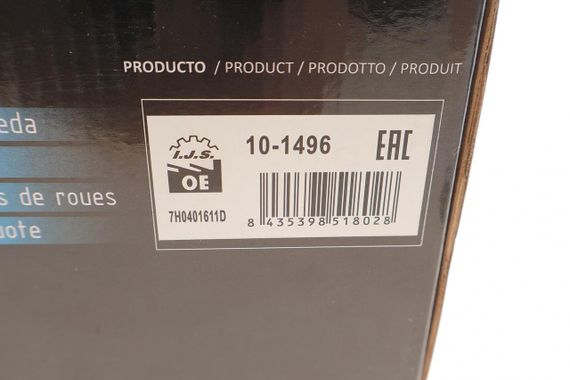 PRODUCTO / PRODUCT / PRODOTTO / PRODUIT
eda
s de roues
uote
I.J.S.
OE
10-1496
EAC
7H0401611D
8 435398 518028